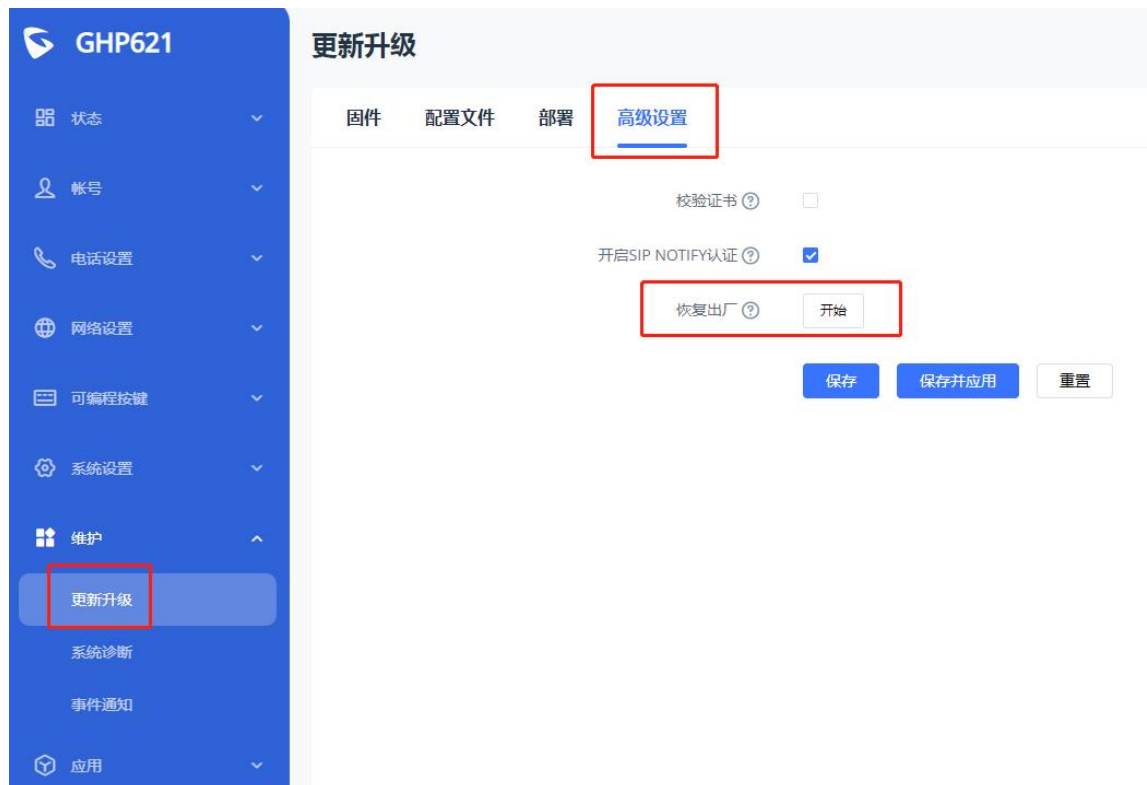 GHP621
状态
帐号
电话设置
网络设置
可编程按键
系统设置
维护
更新升级
系统诊断
事件通知
应用
更新升级
固件 配置文件 部署 高级设置
校验证书 ?
开启SIP NOTIFY认证 ?
恢复出厂 ? 开始
保存 保存并应用 重置